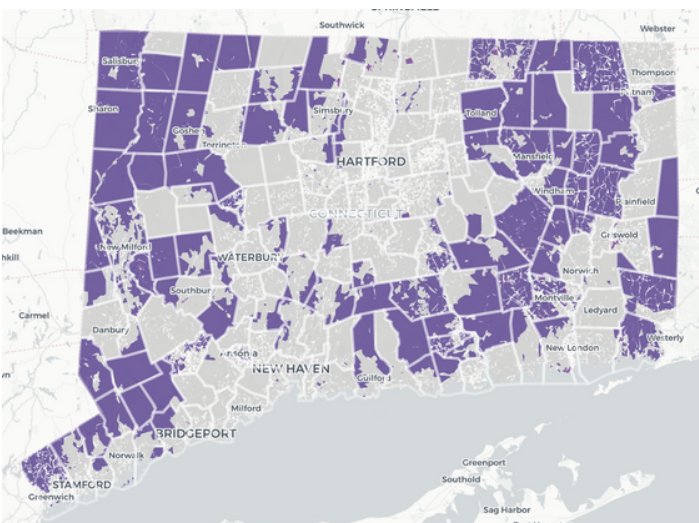 Southwick
Webster
Salisbury
Thompson
Putnam
Sharon
Simsbury
Tolland
Goshen
Torrington
HARTFORD
Mansfield
Windham
Plainfield
CONNECTICUT
Beekman
New Milford
Griswold
WATERBURY
Norwich
Southbury
Montville
Ledyard
Carmel
Danbury
Ansonia
New London
Westerly
NEW HAVEN
Guilford
Milford
BRIDGEPORT
Norwalk
Greenport
STAMFORD
Southold
Greenwich
Sag Harbor